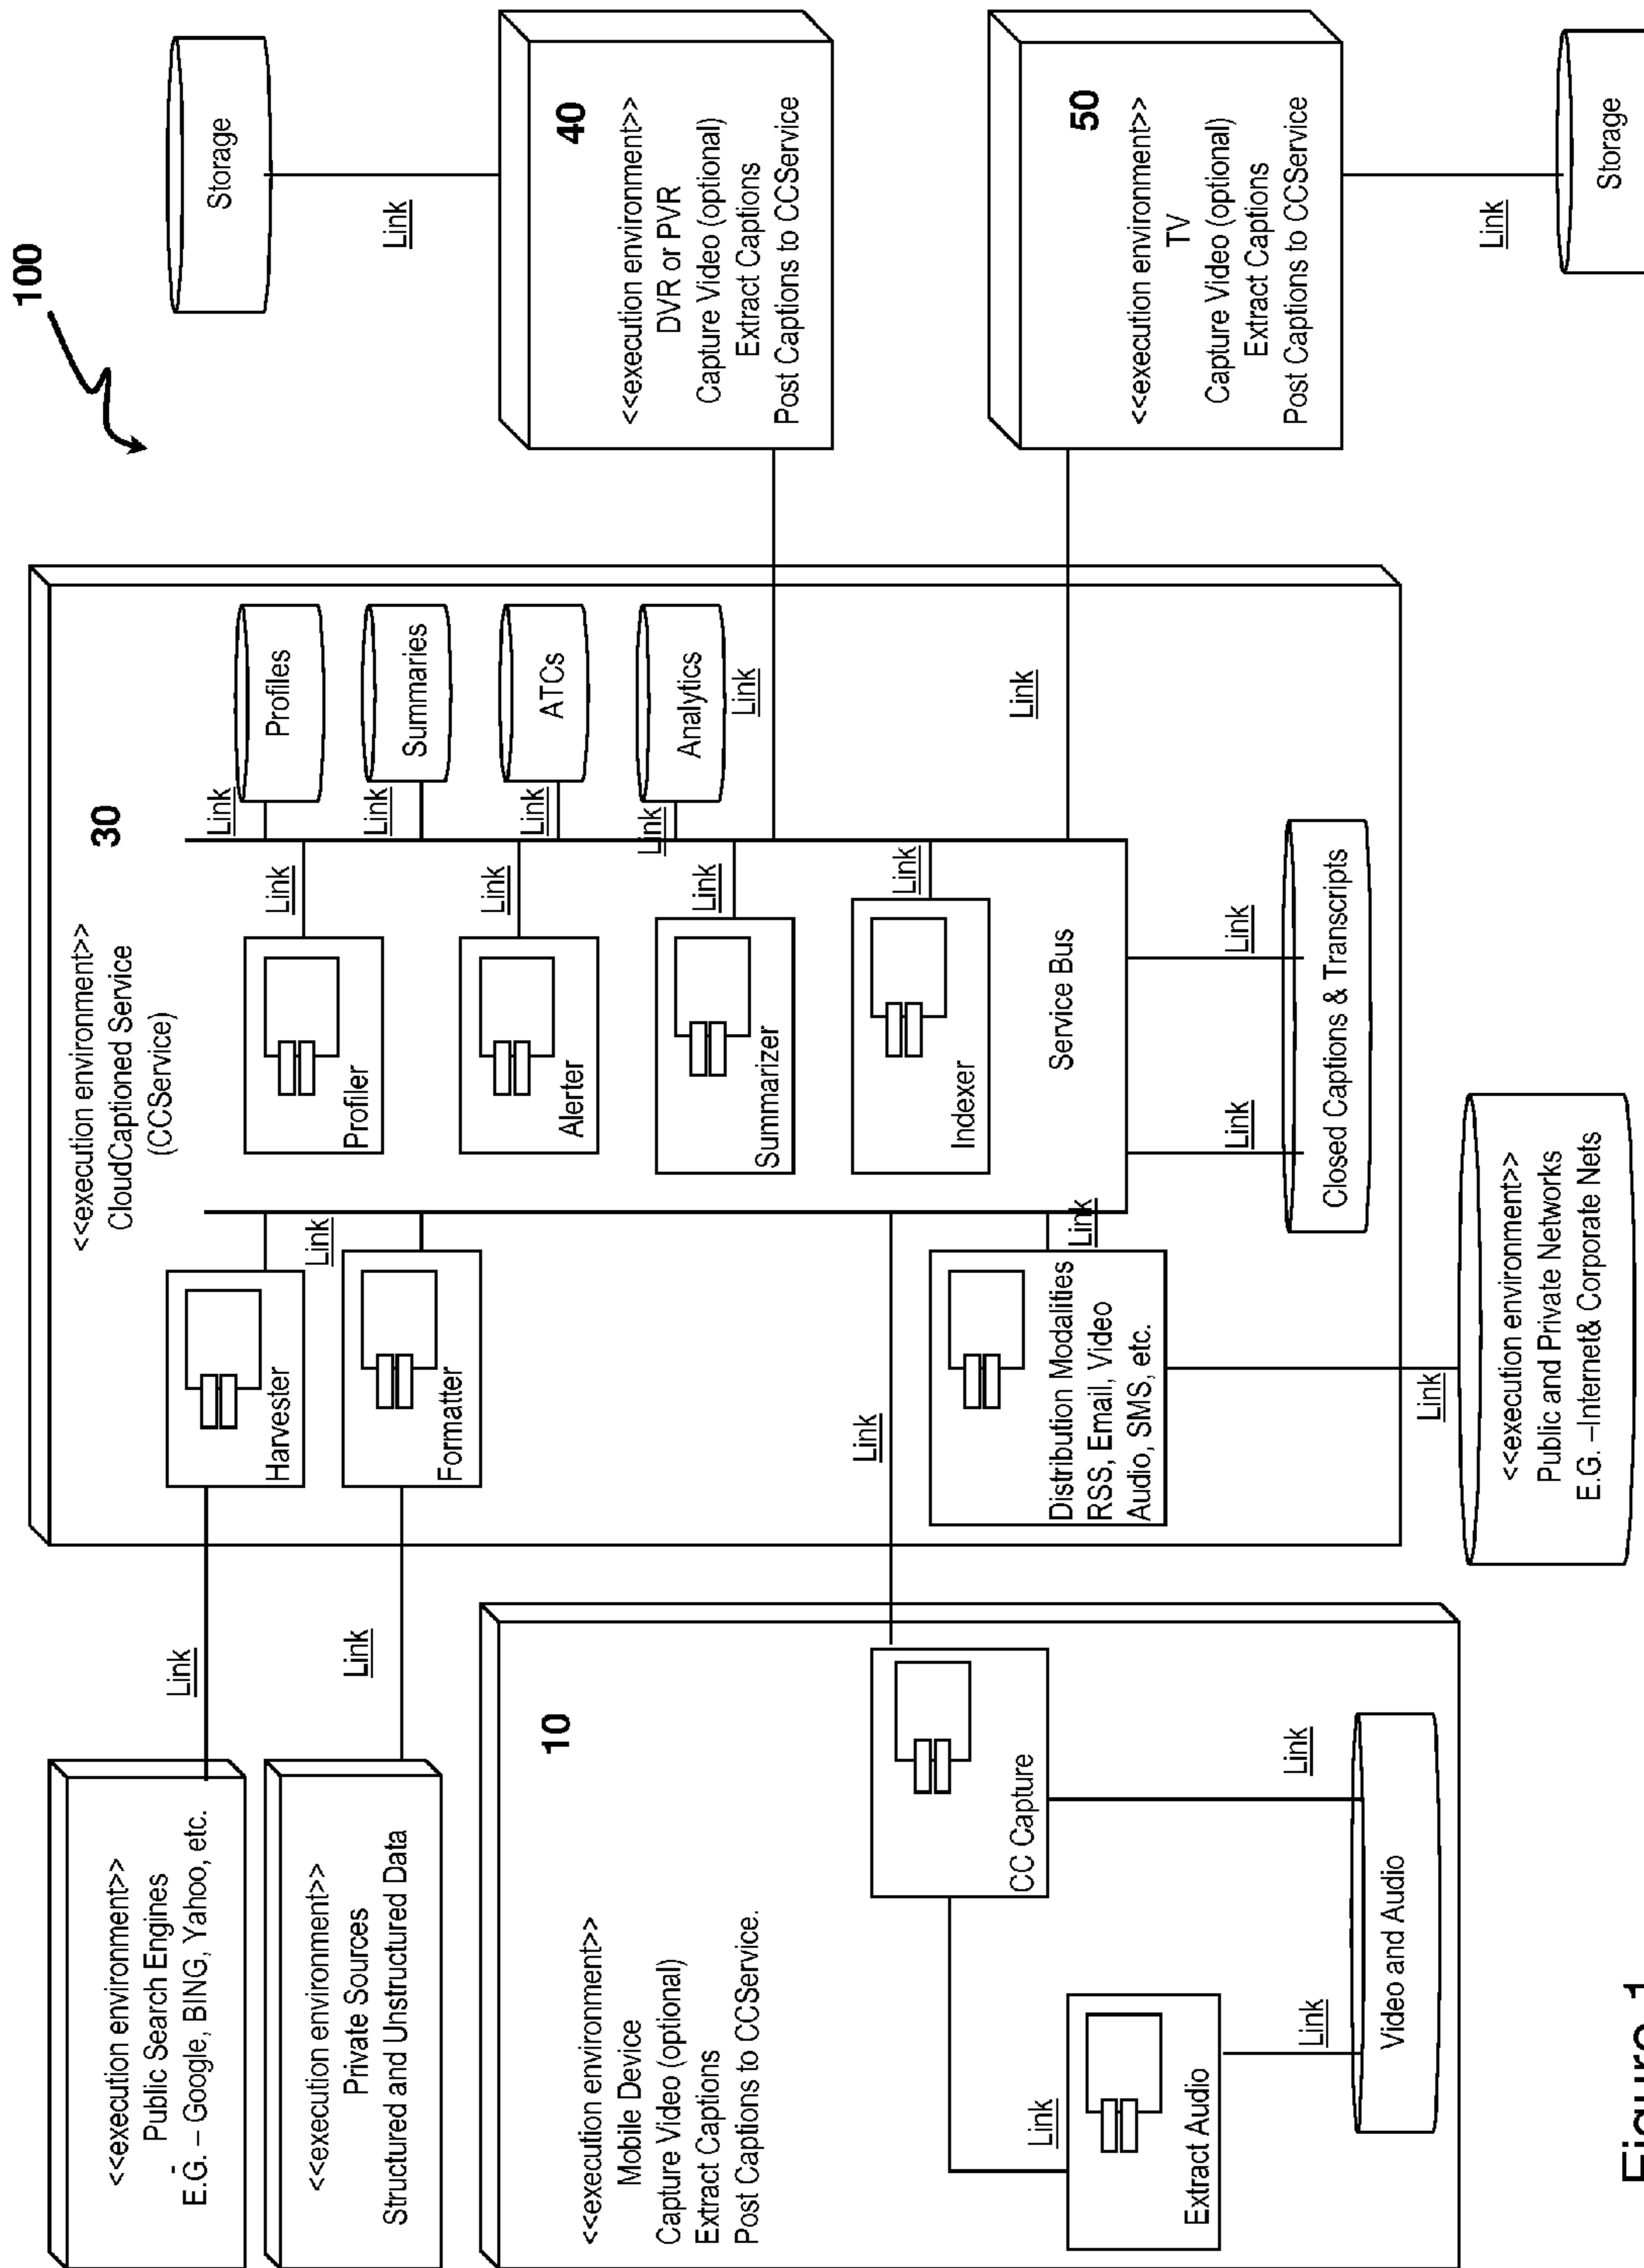 100
<<execution environment>>
Public Search Engines
E.G. – Google, BING, Yahoo, etc.
Link
<<execution environment>>
Private Sources
Structured and Unstructured Data
Link
10
<<execution environment>>
Mobile Device
Capture Video (optional)
Extract Captions
Post Captions to CCService.
CC Capture
Link
Extract Audio
Link
Link
Video and Audio
Link
30
<<execution environment>>
CloudCaptioned Service
(CCService)
Harvester
Link
Formatter
Distribution Modalities
RSS, Email, Video
Audio, SMS, etc.
Link
Link
Profiler
Link
Alerter
Link
Summarizer
Link
Indexer
Link
Service Bus
Link
Profiles
Link
Summaries
Link
ATCs
Link
Analytics
Link
Link
Link
Link
Closed Captions & Transcripts
<<execution environment>>
Public and Private Networks
E.G. –Internet& Corporate Nets
Storage
Link
40
<<execution environment>>
DVR or PVR
Capture Video (optional)
Extract Captions
Post Captions to CCService
Link
50
<<execution environment>>
TV
Capture Video (optional)
Extract Captions
Post Captions to CCService
Link
Storage
Figure 1